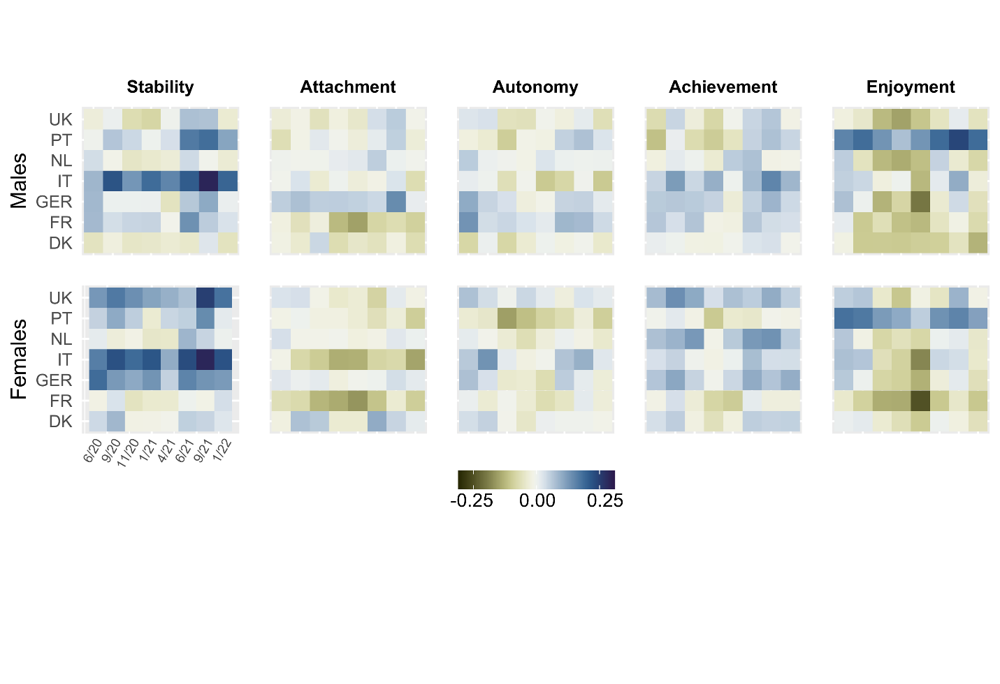 Stability Attachment Autonomy Achievement Enjoyment
Males
UK
PT
NL
IT
GER
FR
DK
Females
UK
PT
NL
IT
GER
FR
DK
6/20 9/20 11/20 1/21 4/21 6/21 9/21 1/22
-0.25 0.00 0.25